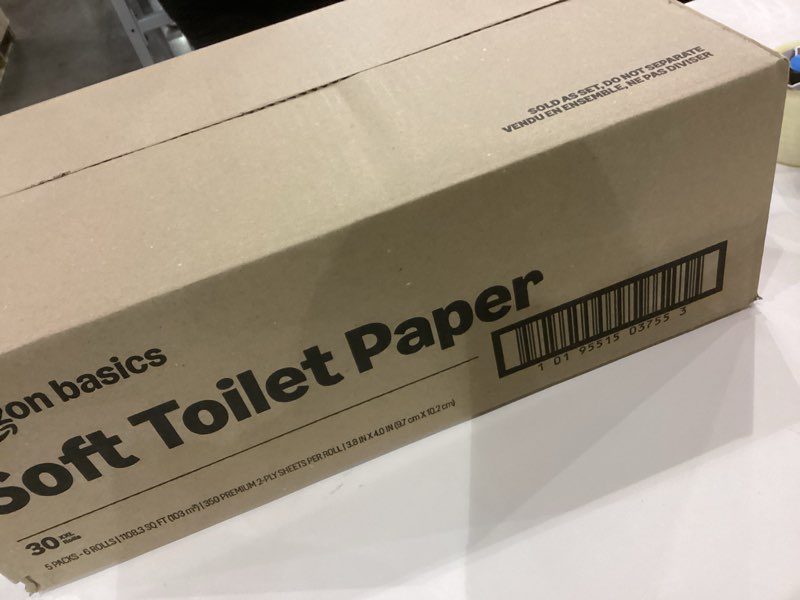 SOLD AS SET, DO NOT SEPARATE
VENDU EN ENSEMBLE, NE PAS DIVISER
zon basics
Soft Toilet Paper
30 XXL Rolls
5 PACKS - 6 ROLLS | 1108.3 SQ FT (103 m²) | 350 PREMIUM 2-PLY SHEETS PER ROLL | 3.8 IN X 4.0 IN (9.7 cm X 10.2 cm)
1 01 95515 03755 3